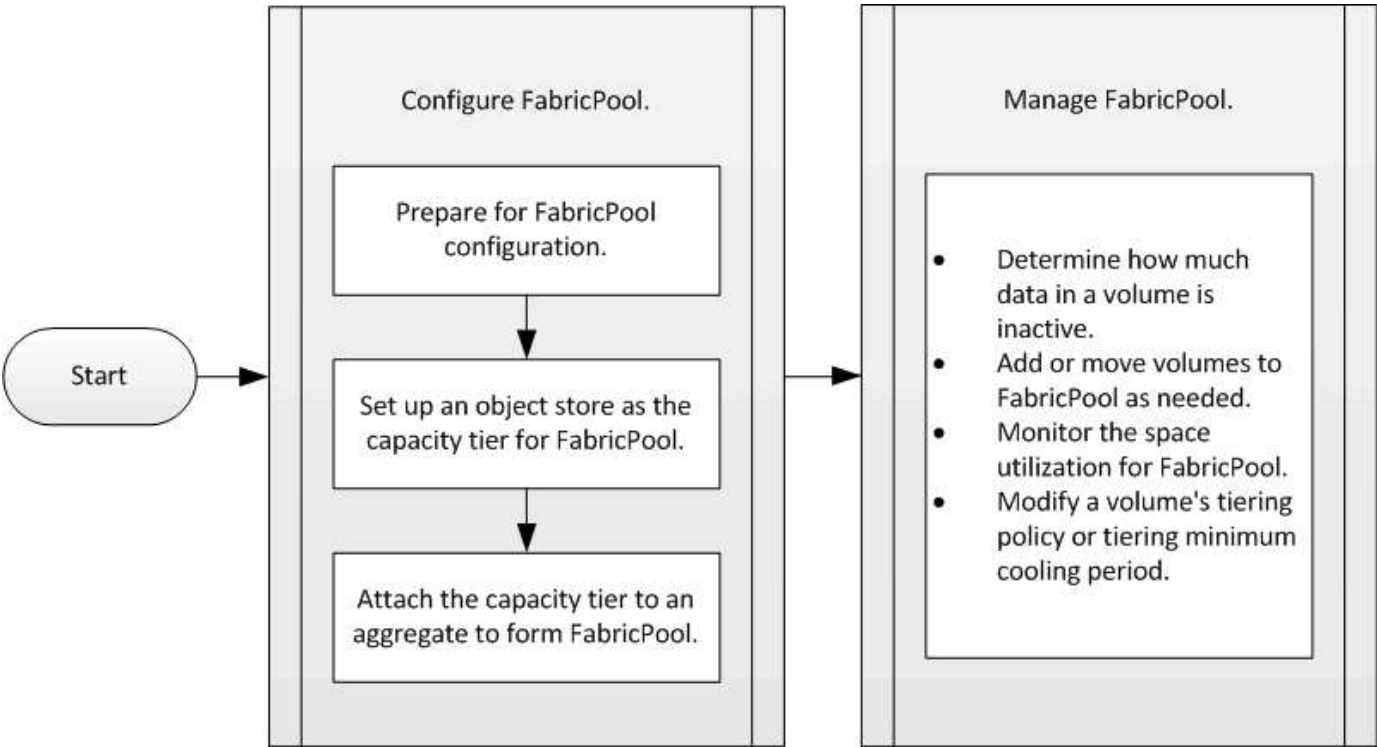 Start
Configure FabricPool.
Prepare for FabricPool
configuration.
Set up an object store as the
capacity tier for FabricPool.
Attach the capacity tier to an
aggregate to form FabricPool.
Manage FabricPool.
● Determine how much
data in a volume is
inactive.
● Add or move volumes to
FabricPool as needed.
● Monitor the space
utilization for FabricPool.
● Modify a volume's tiering
policy or tiering minimum
cooling period.